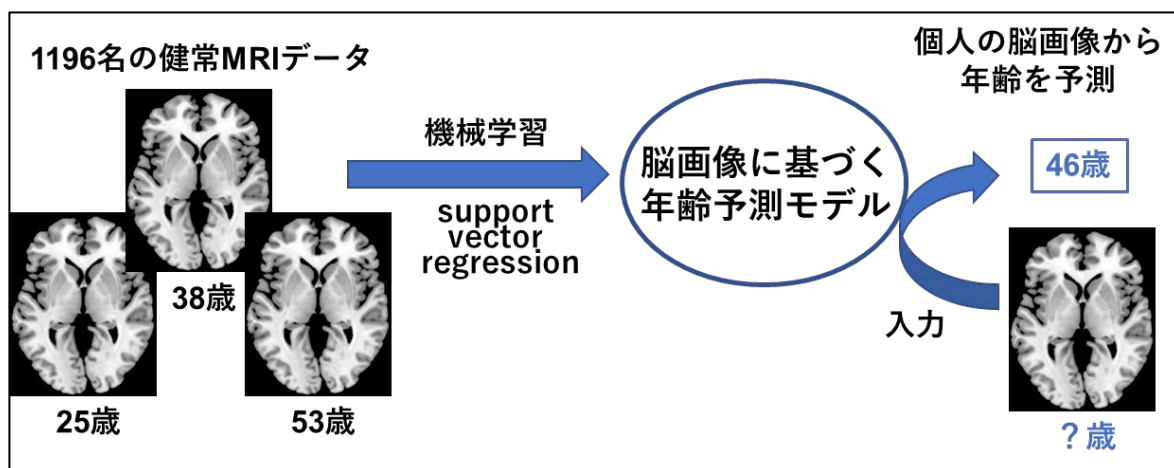 1196名の健常MRIデータ
38歳
25歳
53歳
機械学習
support
vector
regression
脳画像に基づく
年齢予測モデル
個人の脳画像から
年齢を予測
46歳
入力
？歳